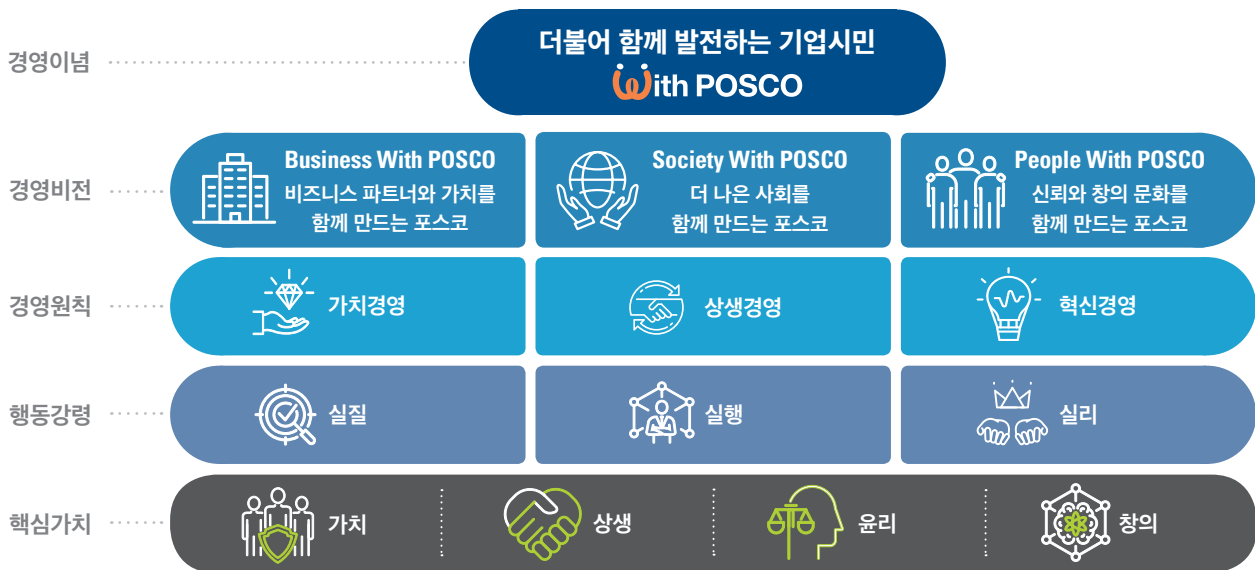 경영이념
더불어 함께 발전하는 기업시민
With POSCO
경영비전
Business With POSCO
비즈니스 파트너와 가치를
함께 만드는 포스코
Society With POSCO
더 나은 사회를
함께 만드는 포스코
People With POSCO
신뢰와 창의 문화를
함께 만드는 포스코
경영원칙
가치경영
상생경영
혁신경영
행동강령
실질
실행
실리
핵심가치
가치
상생
윤리
창의